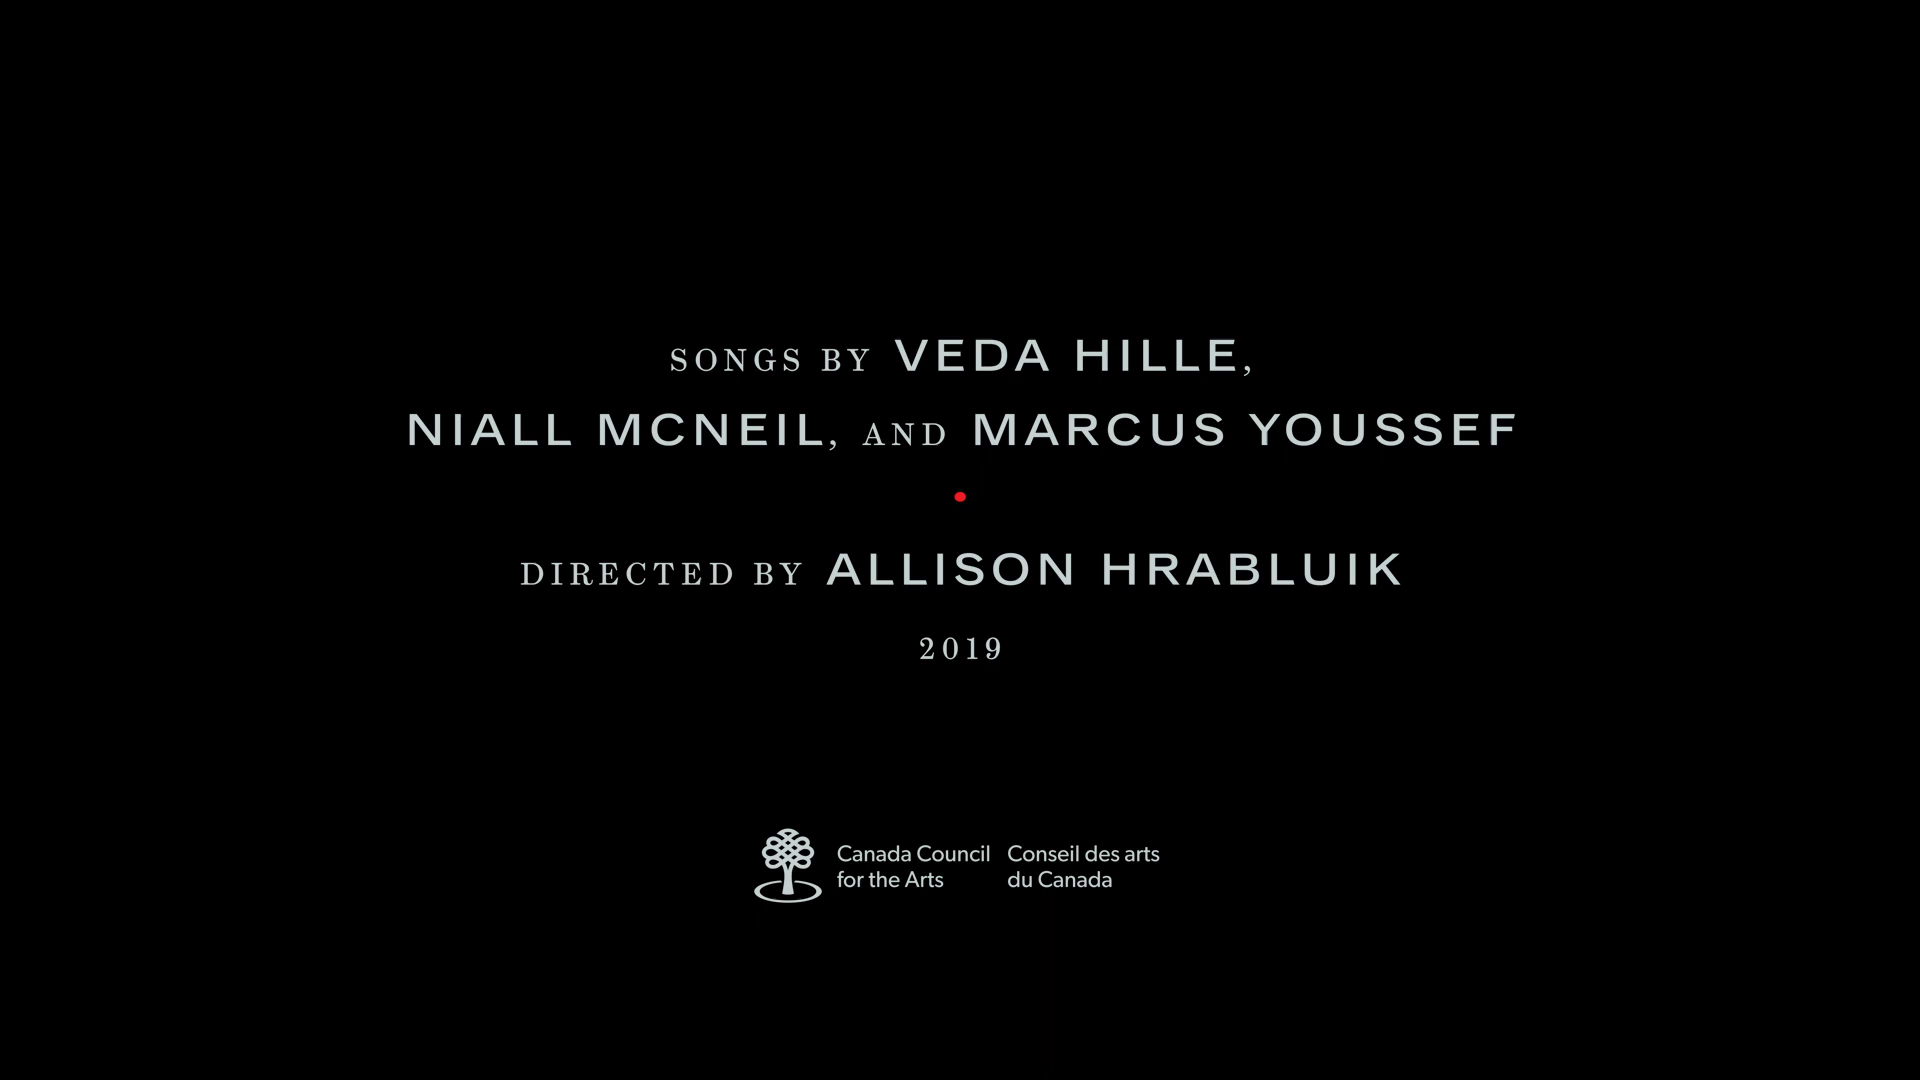 SONGS BY VEDA HILLE,
NIALL MCNEIL, AND MARCUS YOUSSEF
DIRECTED BY ALLISON HRABLUIK
2019
Canada Council for the Arts
Conseil des arts du Canada